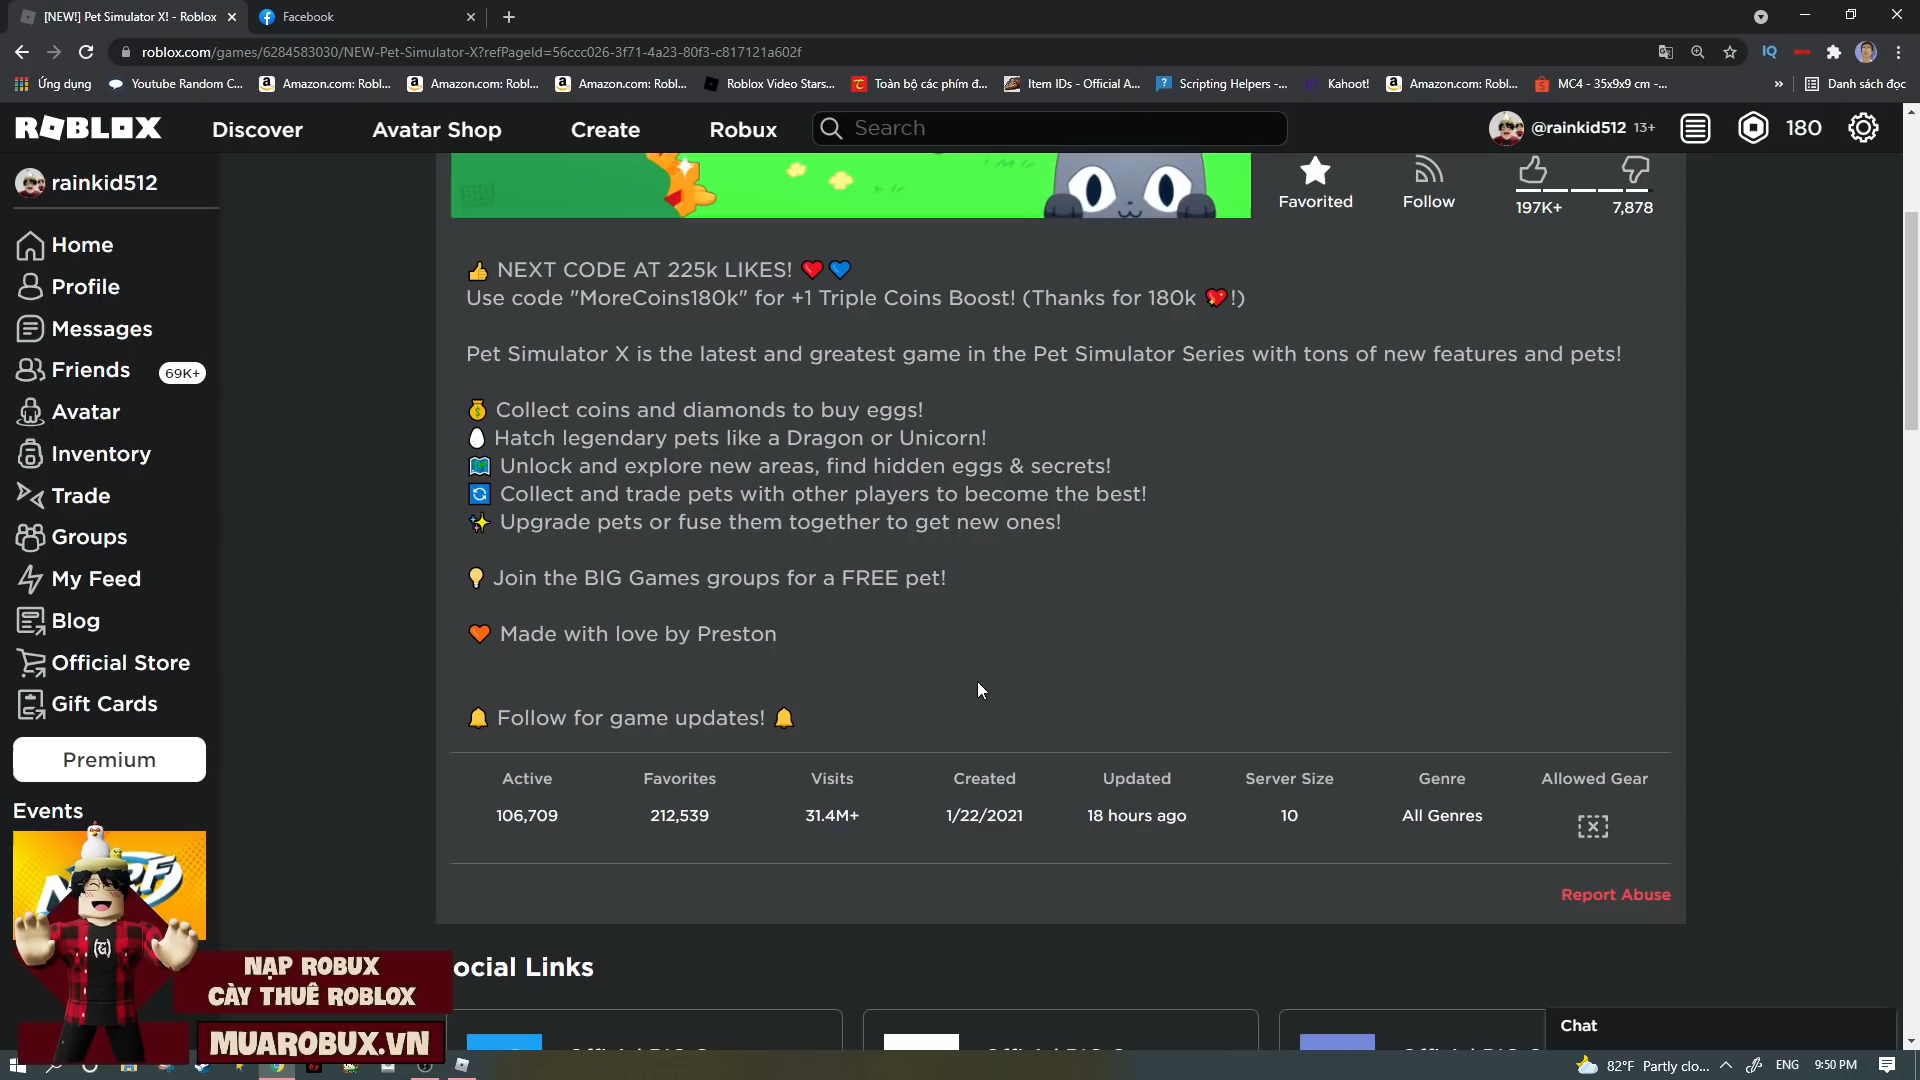 [NEW!] Pet Simulator X! - Roblox
Facebook
roblox.com/games/6284583030/NEW-Pet-Simulator-X?refPageId=56ccc026-3f71-4a23-80f3-c817121a602f
Ứng dụng
Youtube Random C...
Amazon.com: Robl...
Amazon.com: Robl...
Amazon.com: Robl...
Roblox Video Stars...
Toàn bộ các phím đ...
Item IDs - Official A...
Scripting Helpers -...
Kahoot!
Amazon.com: Robl...
MC4 - 35x9x9 cm -...
»
Danh sách đọc
ROBLOX
Discover
Avatar Shop
Create
Robux
Search
@rainkid512 13+
180
rainkid512
Home
Profile
Messages
Friends 69K+
Avatar
Inventory
Trade
Groups
My Feed
Blog
Official Store
Gift Cards
Premium
Events
BIG
Favorited
Follow
197K+
7,878
👍 NEXT CODE AT 225k LIKES! ❤️💙
Use code "MoreCoins180k" for +1 Triple Coins Boost! (Thanks for 180k 💖!)
Pet Simulator X is the latest and greatest game in the Pet Simulator Series with tons of new features and pets!
💰 Collect coins and diamonds to buy eggs!
🥚 Hatch legendary pets like a Dragon or Unicorn!
🗺️ Unlock and explore new areas, find hidden eggs & secrets!
🔄 Collect and trade pets with other players to become the best!
✨ Upgrade pets or fuse them together to get new ones!
💡 Join the BIG Games groups for a FREE pet!
🧡 Made with love by Preston
🔔 Follow for game updates! 🔔
Active Favorites Visits Created Updated Server Size Genre Allowed Gear
106,709 212,539 31.4M+ 1/22/2021 18 hours ago 10 All Genres
Report Abuse
ocial Links
NẠP ROBUX
CÀY THUÊ ROBLOX
MUAROBUX.VN
Chat
82°F Partly clo...
ENG
9:50 PM